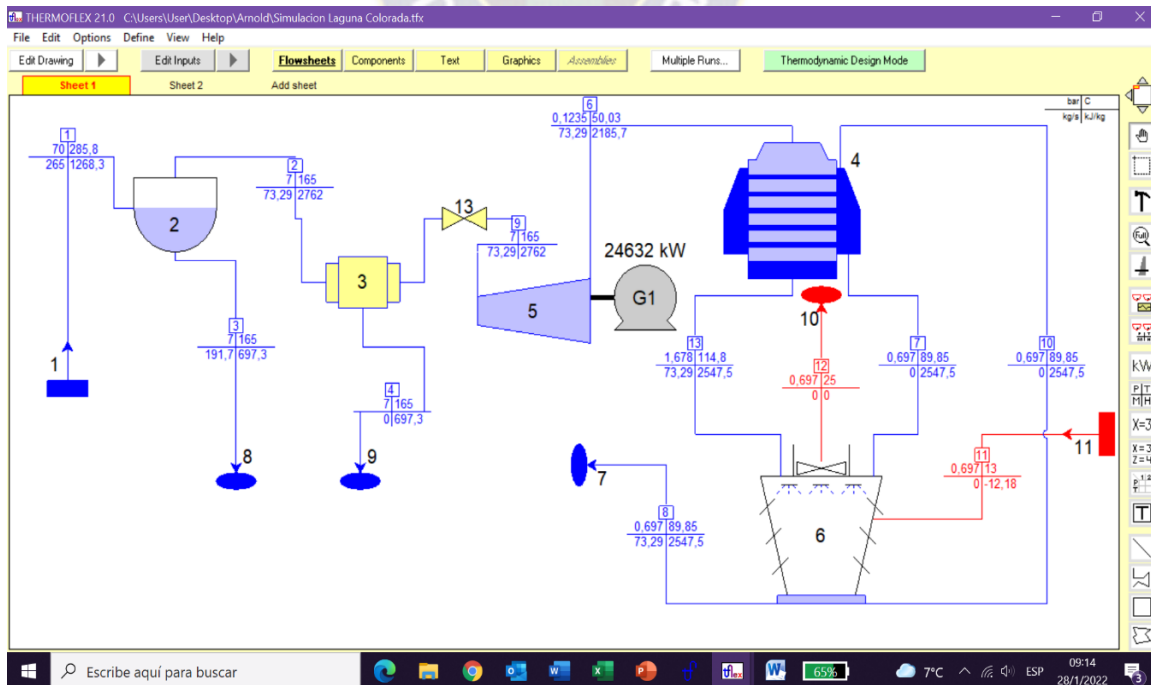 THERMOFLEX 21.0 C:\Users\User\Desktop\Arnold\Simulacion Laguna Colorada.tfx
File Edit Options Define View Help
Edit Drawing Edit Inputs Flowsheets Components Text Graphics Assemblies Multiple Runs... Thermodynamic Design Mode
Sheet 1 Sheet 2 Add sheet
bar C
kg/s kJ/kg
1
70 285,8
265 1268,3
2
7 165
73,29 2762
2
3
7 165
191,7 697,3
1
8
3
4
7 165
0 697,3
9
13
9
7 165
73,29 2762
5
24632 kW
G1
6
0,1235 50,03
73,29 2185,7
4
10
13
1,678 114,8
73,29 2547,5
12
0,697 25
0 0
7
0,697 89,85
0 2547,5
10
0,697 89,85
0 2547,5
11
11
0,697 13
0 -12,18
7
8
0,697 89,85
73,29 2547,5
6
Full
kW
P T
M H
X=3
X=3
Z=4
T
Escribe aquí para buscar
65%
7°C
ESP
09:14
28/1/2022
3